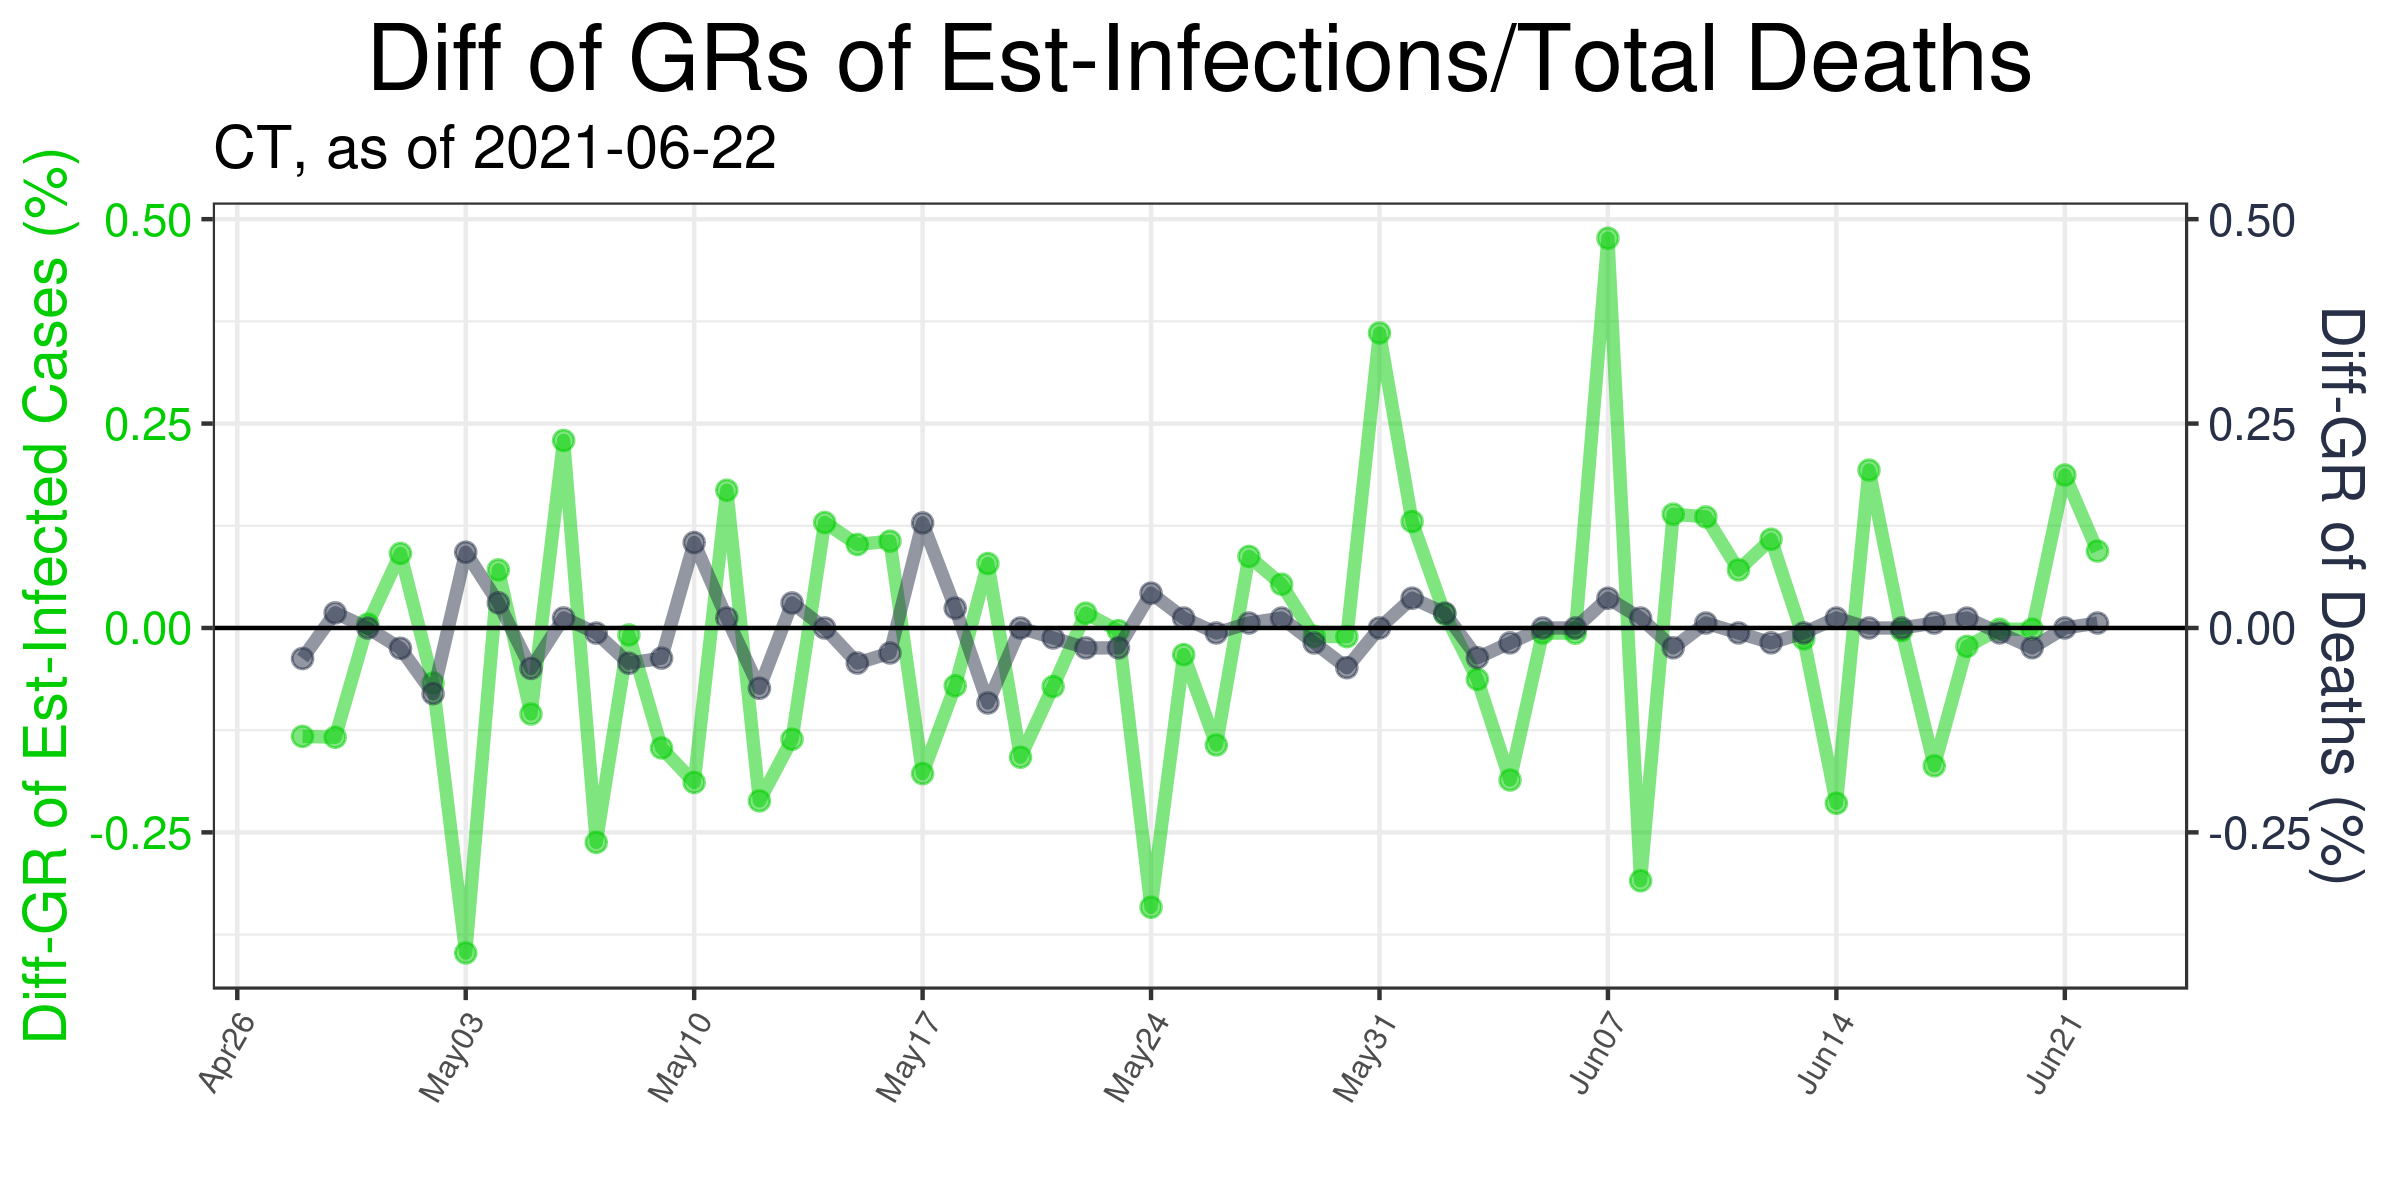 Diff of GRs of Est-Infections/Total Deaths
CT, as of 2021-06-22
Diff-GR of Est-Infected Cases (%)
0.50
0.25
0.00
-0.25
0.50
0.25
0.00
-0.25
Diff-GR of Deaths (%)
Apr26
May03
May10
May17
May24
May31
Jun07
Jun14
Jun21